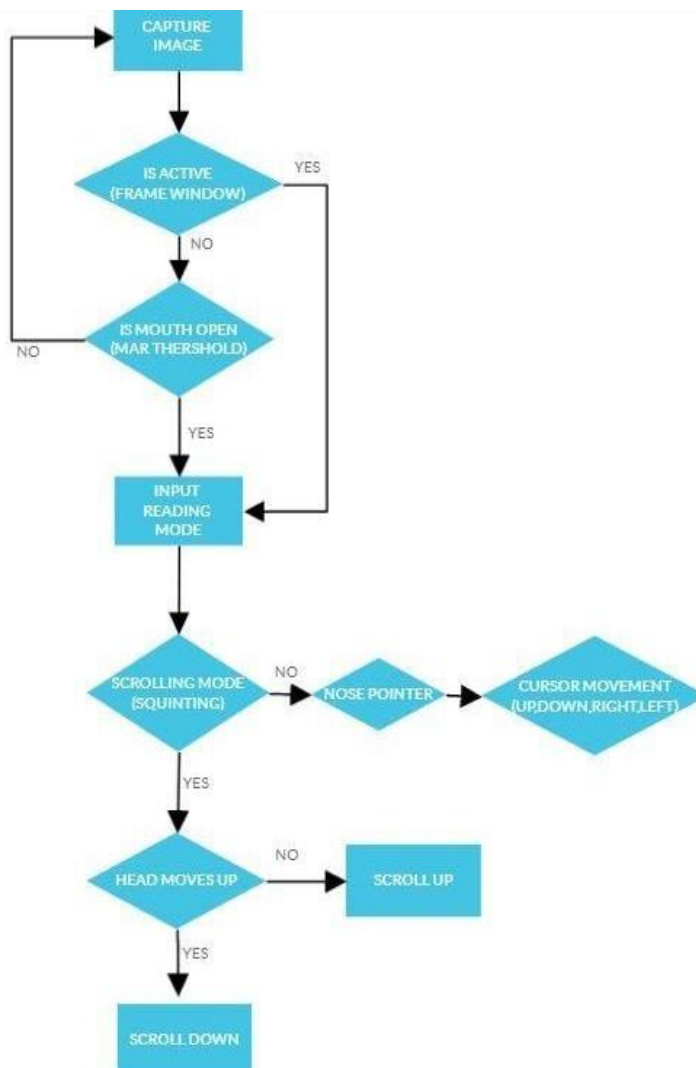 CAPTURE
IMAGE
IS ACTIVE
(FRAME WINDOW)
YES
NO
IS MOUTH OPEN
(MAR THERSHOLD)
NO
YES
INPUT
READING
MODE
SCROLLING MODE
(SQUINTING)
NO
NOSE POINTER
CURSOR MOVEMENT
(UP,DOWN,RIGHT,LEFT)
YES
HEAD MOVES UP
NO
SCROLL UP
YES
SCROLL DOWN